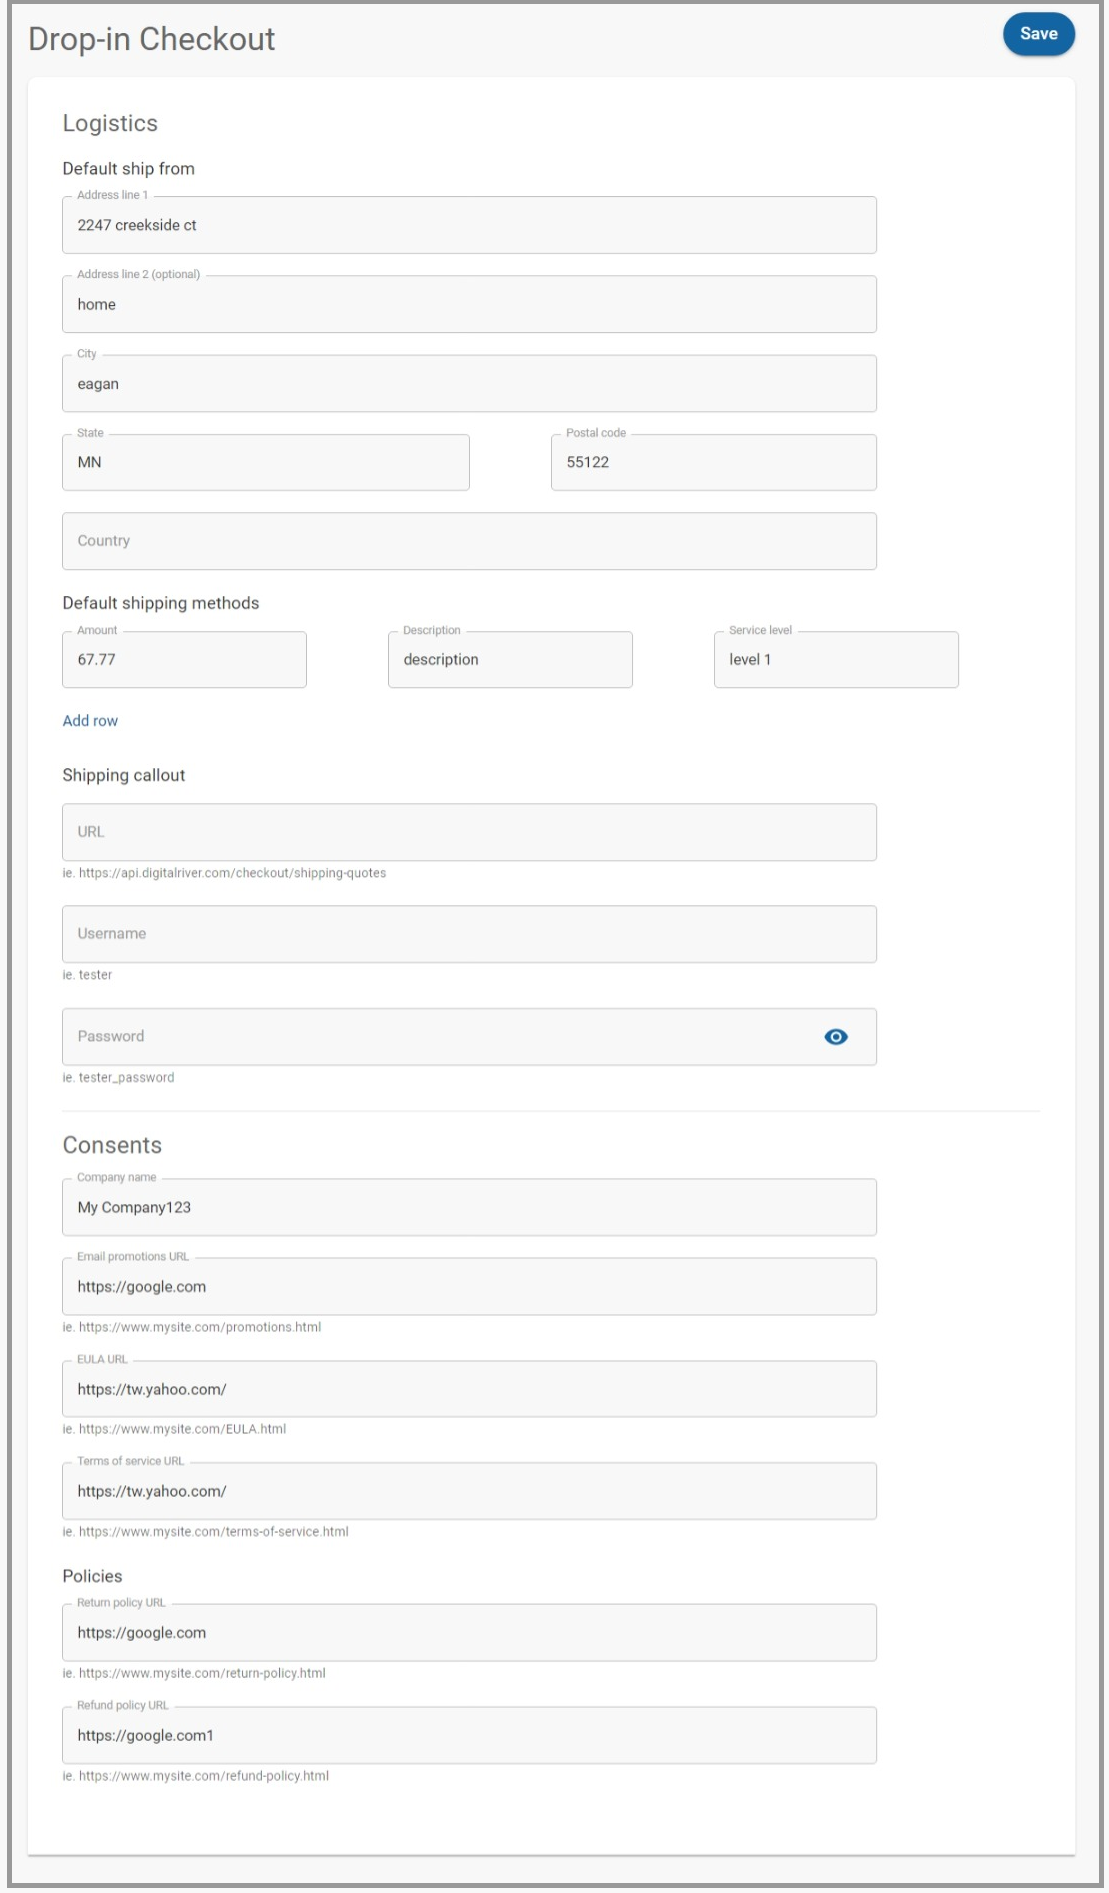 Drop-in Checkout
Save
Logistics
Default ship from
Address line 1
2247 creekside ct
Address line 2 (optional)
home
City
eagan
State
Postal code
MN
55122
Country
Default shipping methods
Amount
Description
Service level
67.77
description
level 1
Add row
Shipping callout
URL
ie. https://api.digitalriver.com/checkout/shipping-quotes
Username
ie. tester
Password
ie. tester_password
Consents
Company name
My Company123
Email promotions URL
https://google.com
ie. https://www.mysite.com/promotions.html
EULA URL
https://tw.yahoo.com/
ie. https://www.mysite.com/EULA.html
Terms of service URL
https://tw.yahoo.com/
ie. https://www.mysite.com/terms-of-service.html
Policies
Return policy URL
https://google.com
ie. https://www.mysite.com/return-policy.html
Refund policy URL
https://google.com1
ie. https://www.mysite.com/refund-policy.html